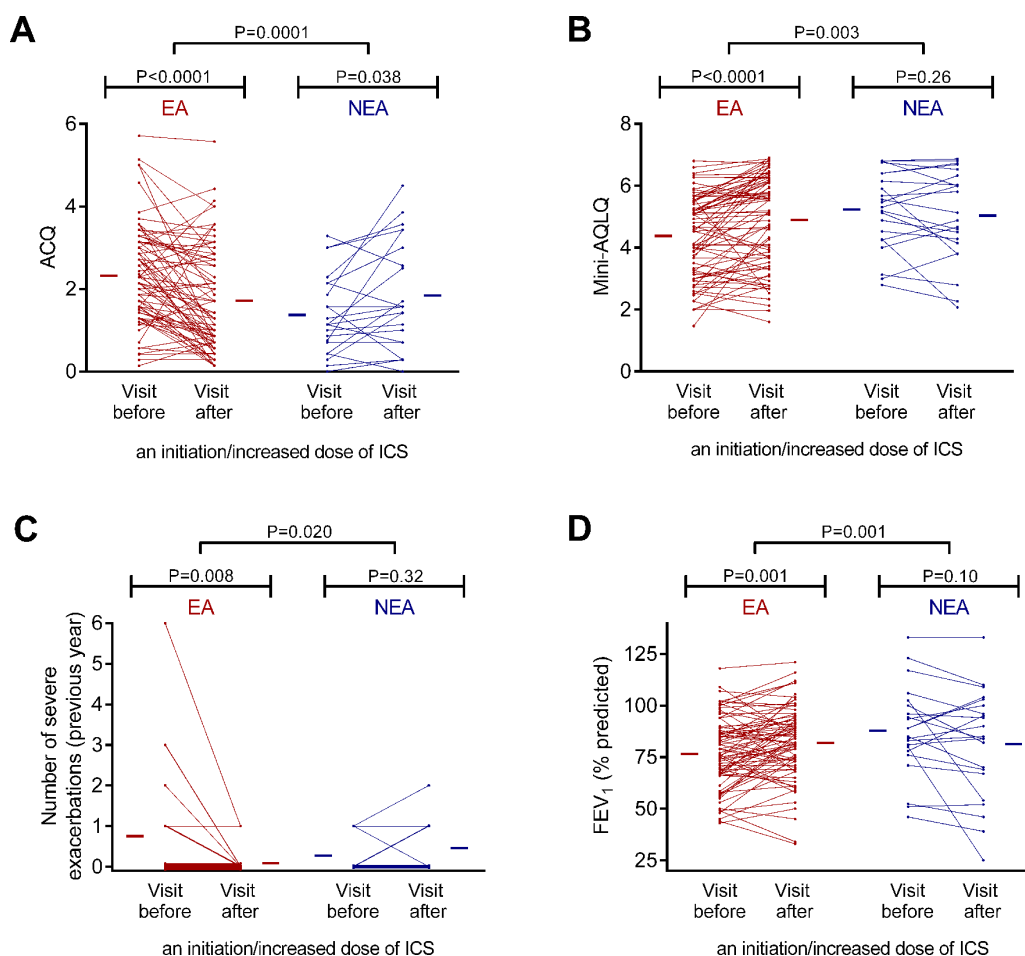 A
P=0.0001
P<0.0001
P=0.038
EA
NEA
6
4
2
0
ACQ
Visit before
Visit after
Visit before
Visit after
an initiation/increased dose of ICS
B
P=0.003
P<0.0001
P=0.26
EA
NEA
8
6
4
2
0
Mini-AQLQ
Visit before
Visit after
Visit before
Visit after
an initiation/increased dose of ICS
C
P=0.020
P=0.008
P=0.32
EA
NEA
6
5
4
3
2
1
0
Number of severe
exacerbations (previous year)
Visit before
Visit after
Visit before
Visit after
an initiation/increased dose of ICS
D
P=0.001
P=0.001
P=0.10
EA
NEA
125
100
75
50
25
FEV₁ (% predicted)
Visit before
Visit after
Visit before
Visit after
an initiation/increased dose of ICS